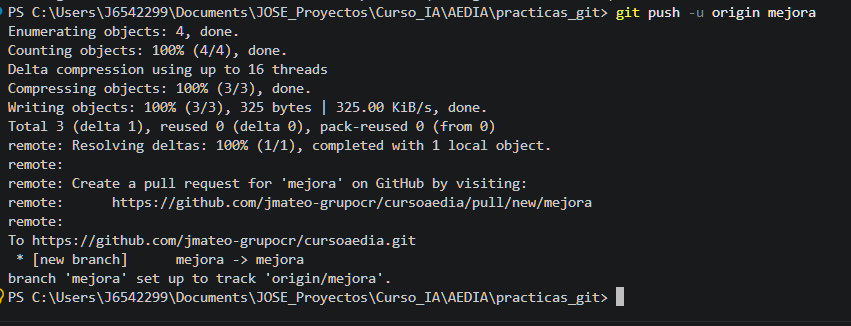 PS C:\Users\J6542299\Documents\JOSE_Proyectos\Curso_IA\AEDIA\practicas_git> git push -u origin mejora
Enumerating objects: 4, done.
Counting objects: 100% (4/4), done.
Delta compression using up to 16 threads
Compressing objects: 100% (3/3), done.
Writing objects: 100% (3/3), 325 bytes | 325.00 KiB/s, done.
Total 3 (delta 1), reused 0 (delta 0), pack-reused 0 (from 0)
remote: Resolving deltas: 100% (1/1), completed with 1 local object.
remote:
remote: Create a pull request for 'mejora' on GitHub by visiting:
remote:      https://github.com/jmateo-grupocr/cursoaedia/pull/new/mejora
remote:
To https://github.com/jmateo-grupocr/cursoaedia.git
 * [new branch]      mejora -> mejora
branch 'mejora' set up to track 'origin/mejora'.
PS C:\Users\J6542299\Documents\JOSE_Proyectos\Curso_IA\AEDIA\practicas_git>